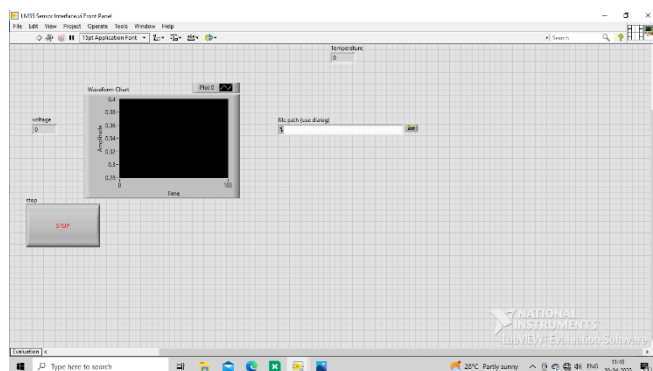 LM35 Sensor Interface.vi Front Panel
File Edit View Project Operate Tools Window Help
15pt Application Font
Search
Temperature
0
Waveform Chart
Plot 0
voltage
0
Amplitude
0.4
0.38
0.36
0.34
0.32
0.3
0.28
0
100
Time
file path (use dialog)
stop
STOP
NATIONAL
INSTRUMENTS
LabVIEW Evaluation Software
Evaluation
Type here to search
28°C Partly sunny
ENG
11:48